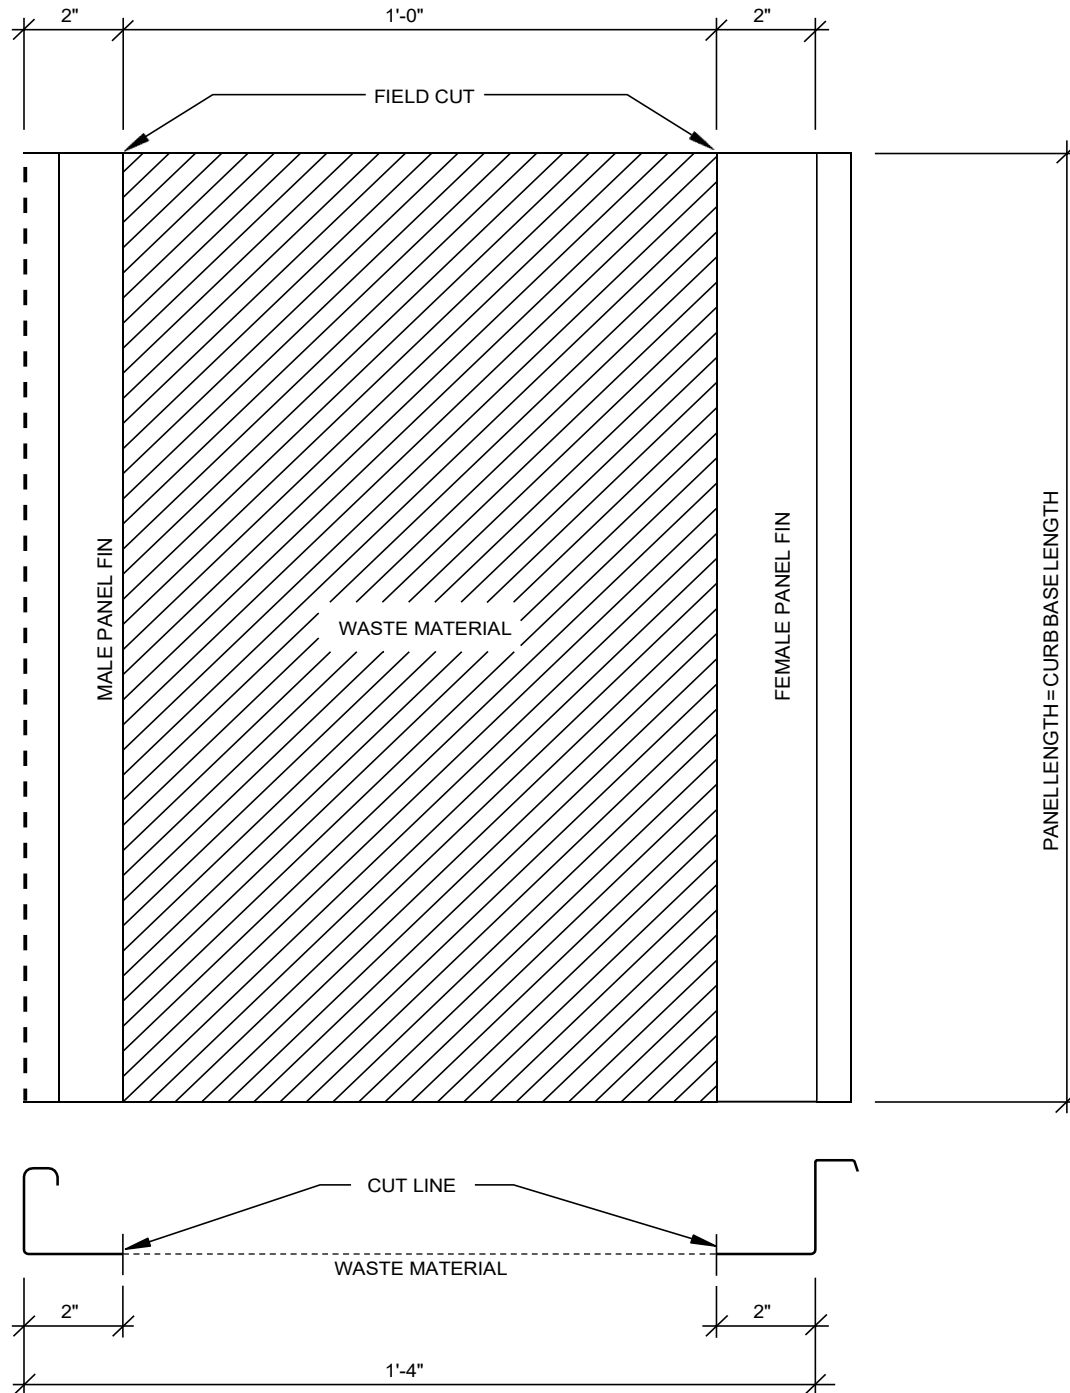 2"
1'-0"
2"
FIELD CUT
MALE PANEL FIN
WASTE MATERIAL
FEMALE PANEL FIN
PANEL LENGTH = CURB BASE LENGTH
CUT LINE
WASTE MATERIAL
2"
2"
1'-4"